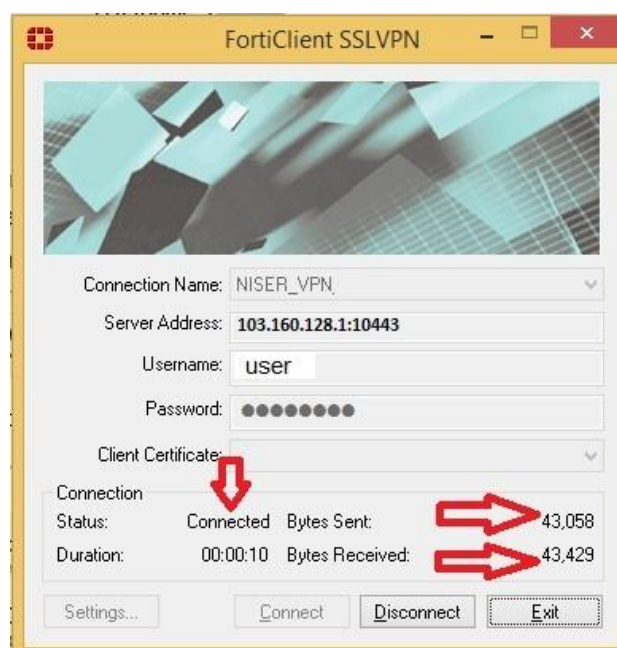 FortiClient SSLVPN
Connection Name: NISER_VPN
Server Address: 103.160.128.1:10443
Username: user
Password: ●●●●●●●●
Client Certificate:
Connection
Status: Connected Bytes Sent: 43,058
Duration: 00:00:10 Bytes Received: 43,429
Settings... Connect Disconnect Exit